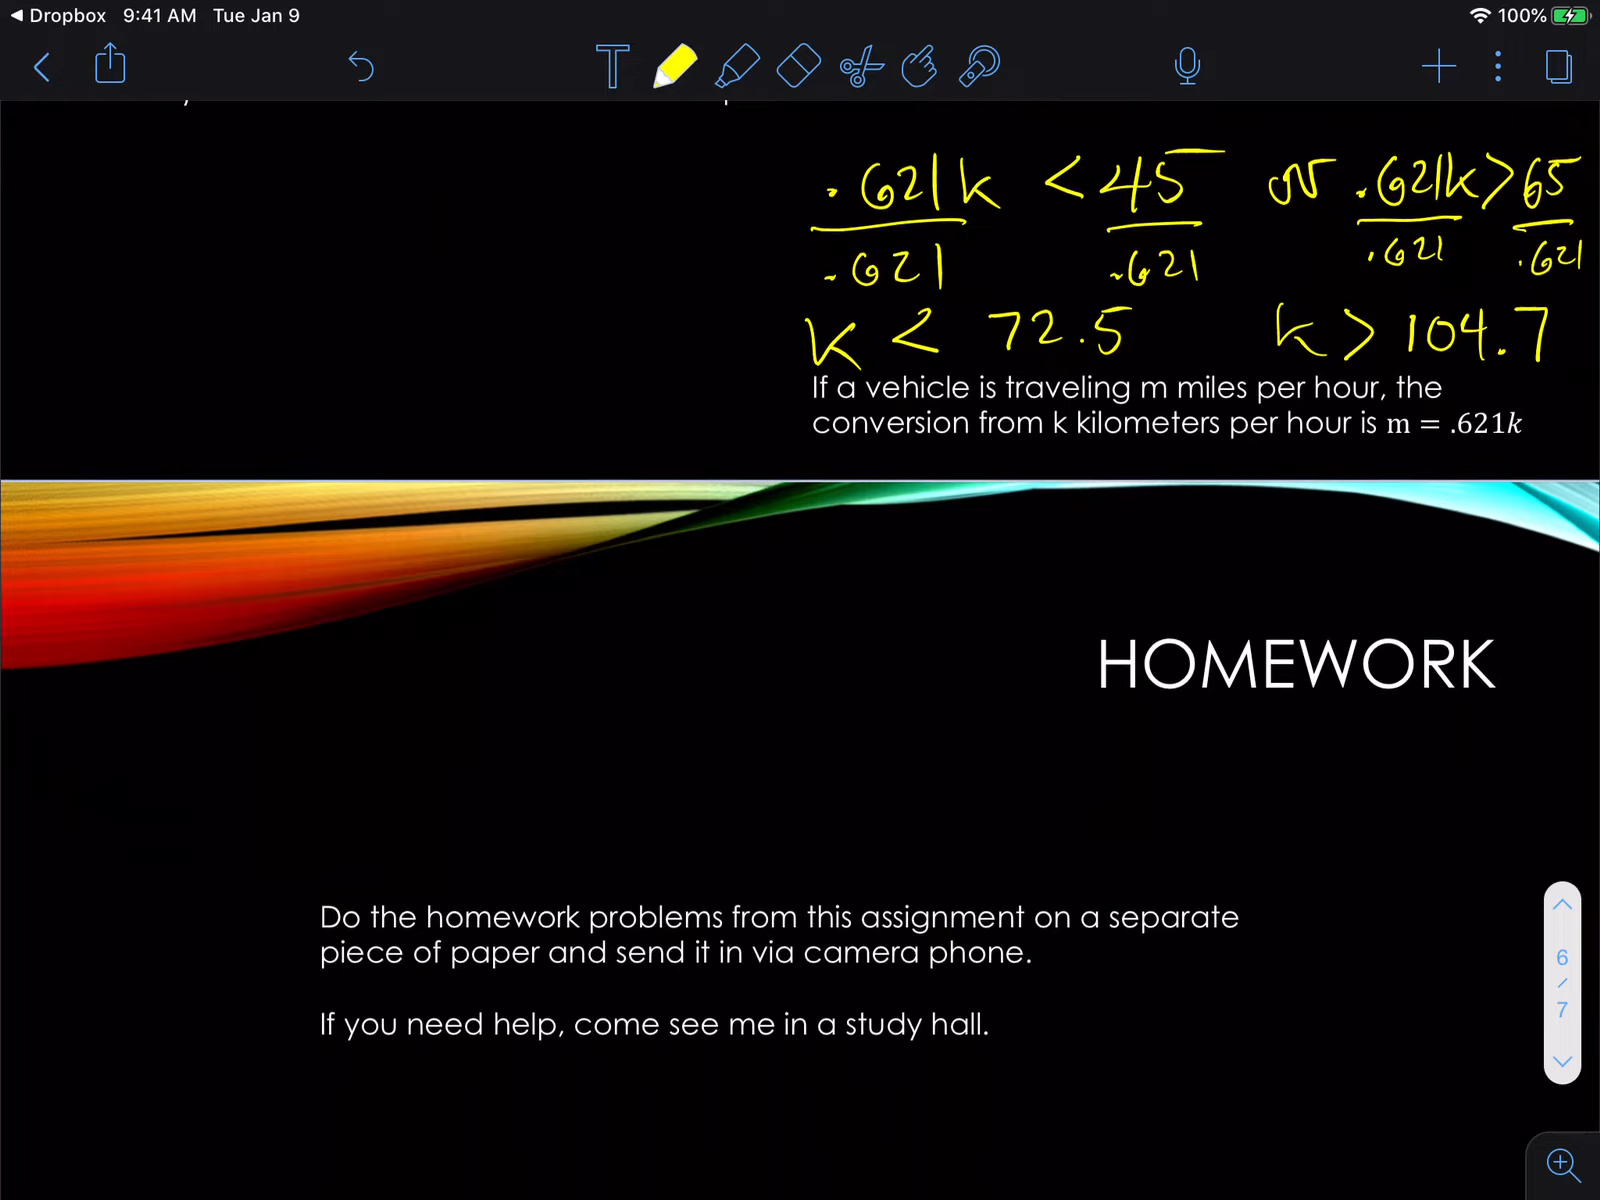 Dropbox 9:41 AM Tue Jan 9 100%
.621k < 45 or .621k > 65
.621 .621 .621 .621
k < 72.5 k > 104.7
If a vehicle is traveling m miles per hour, the
conversion from k kilometers per hour is m = .621k
HOMEWORK
Do the homework problems from this assignment on a separate
piece of paper and send it in via camera phone.
If you need help, come see me in a study hall.
6
/
7